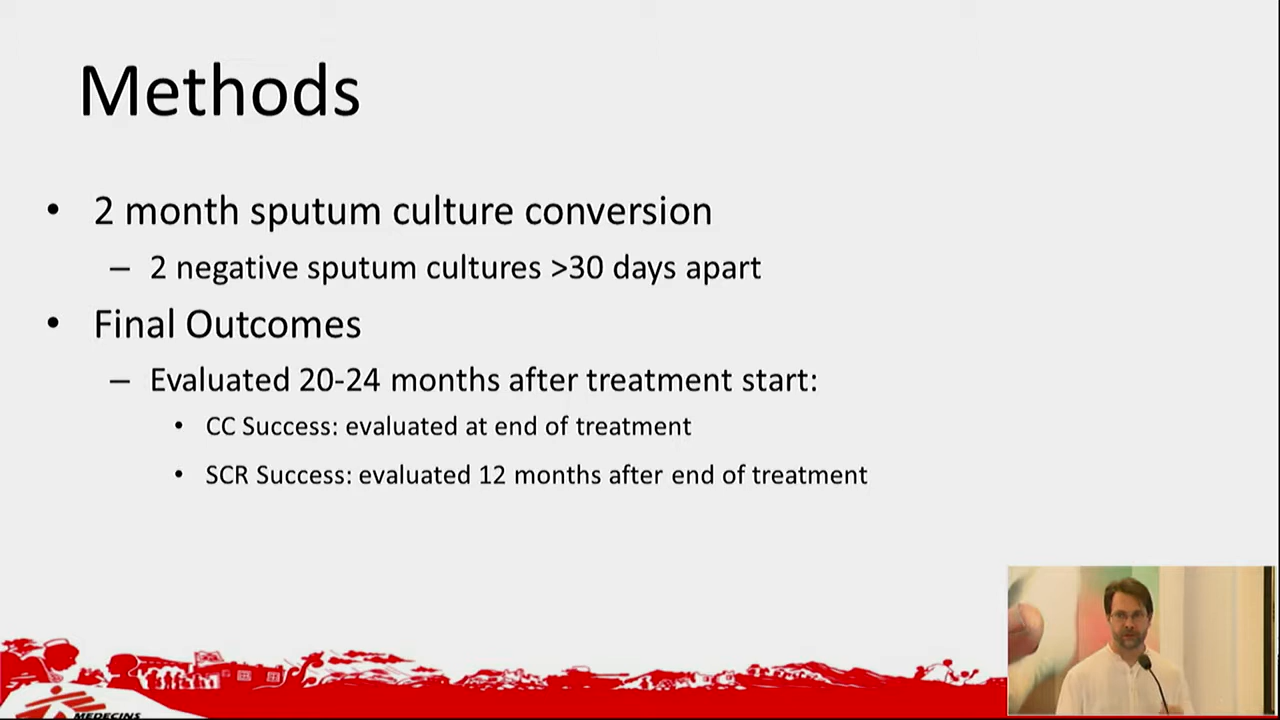 Methods
• 2 month sputum culture conversion
– 2 negative sputum cultures >30 days apart
• Final Outcomes
– Evaluated 20-24 months after treatment start:
• CC Success: evaluated at end of treatment
• SCR Success: evaluated 12 months after end of treatment
MEDECINS